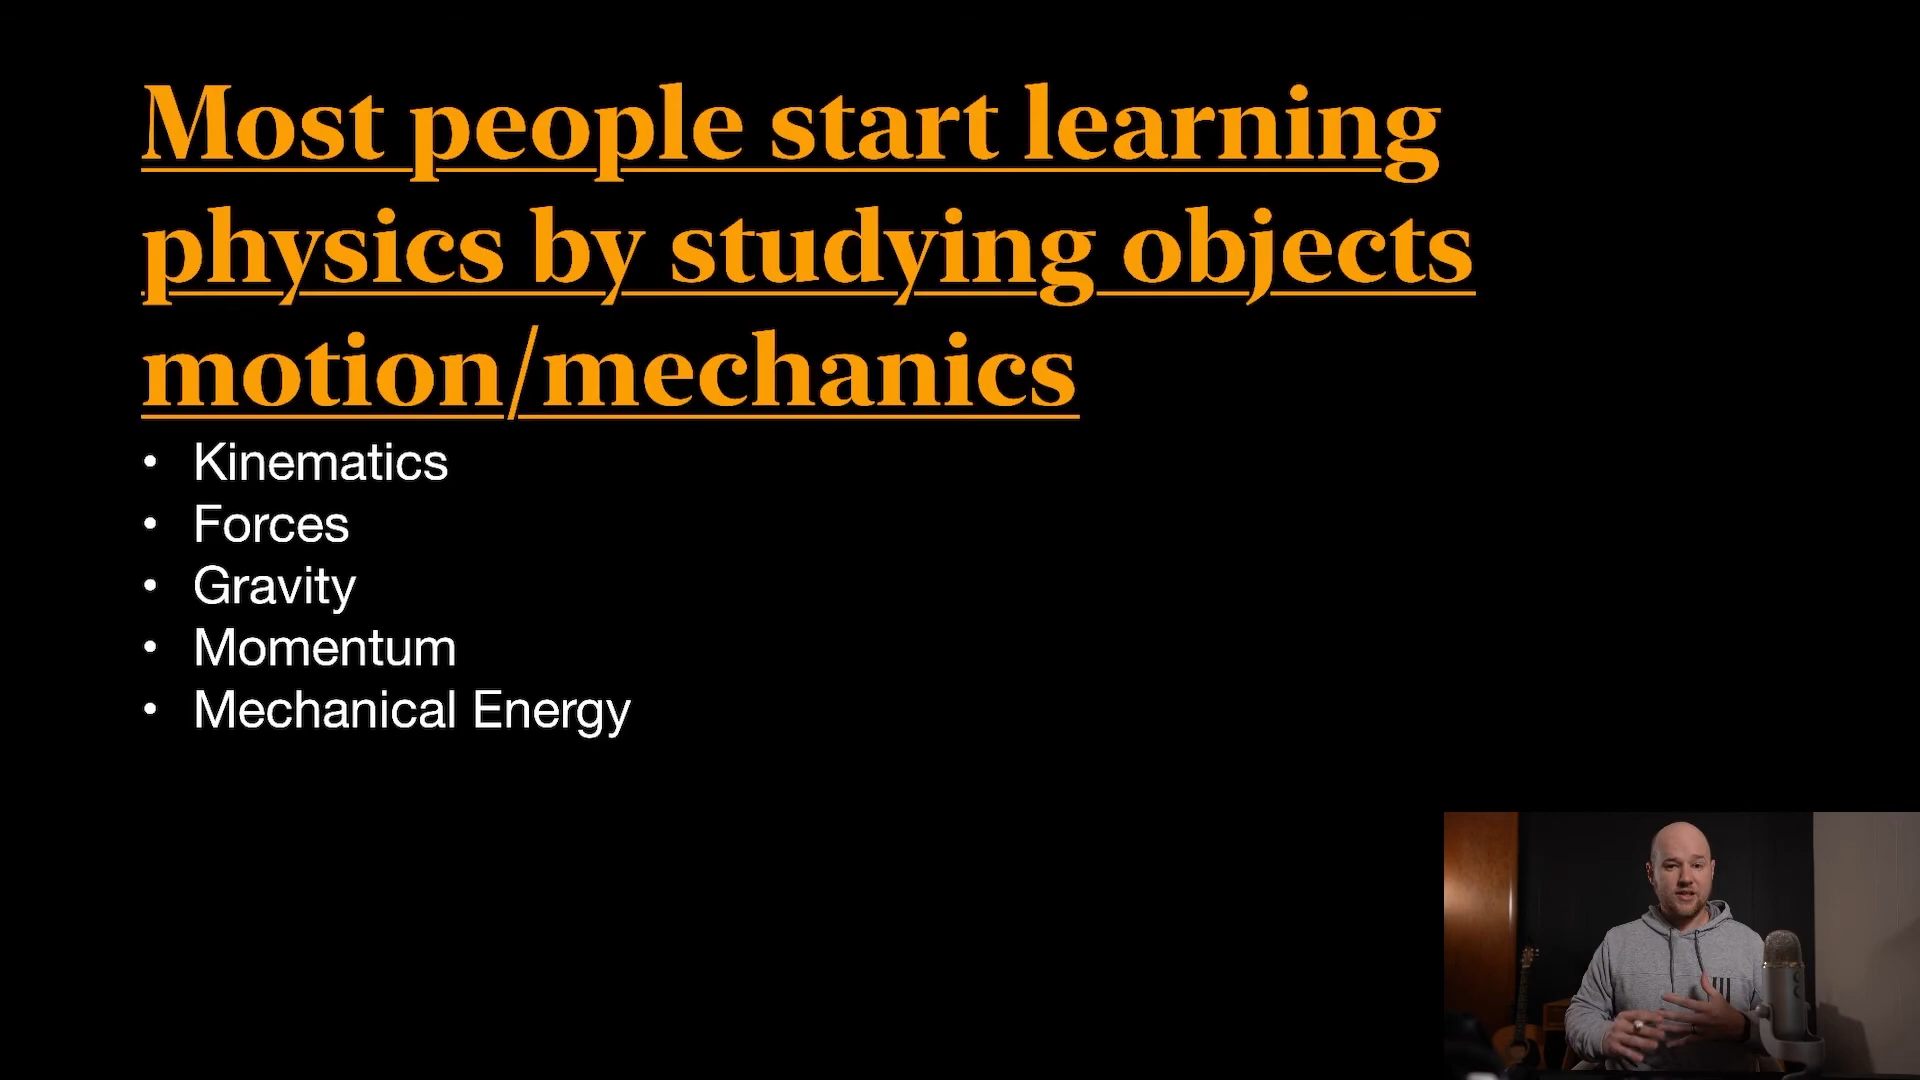 Most people start learning
physics by studying objects
motion/mechanics
• Kinematics
• Forces
• Gravity
• Momentum
• Mechanical Energy